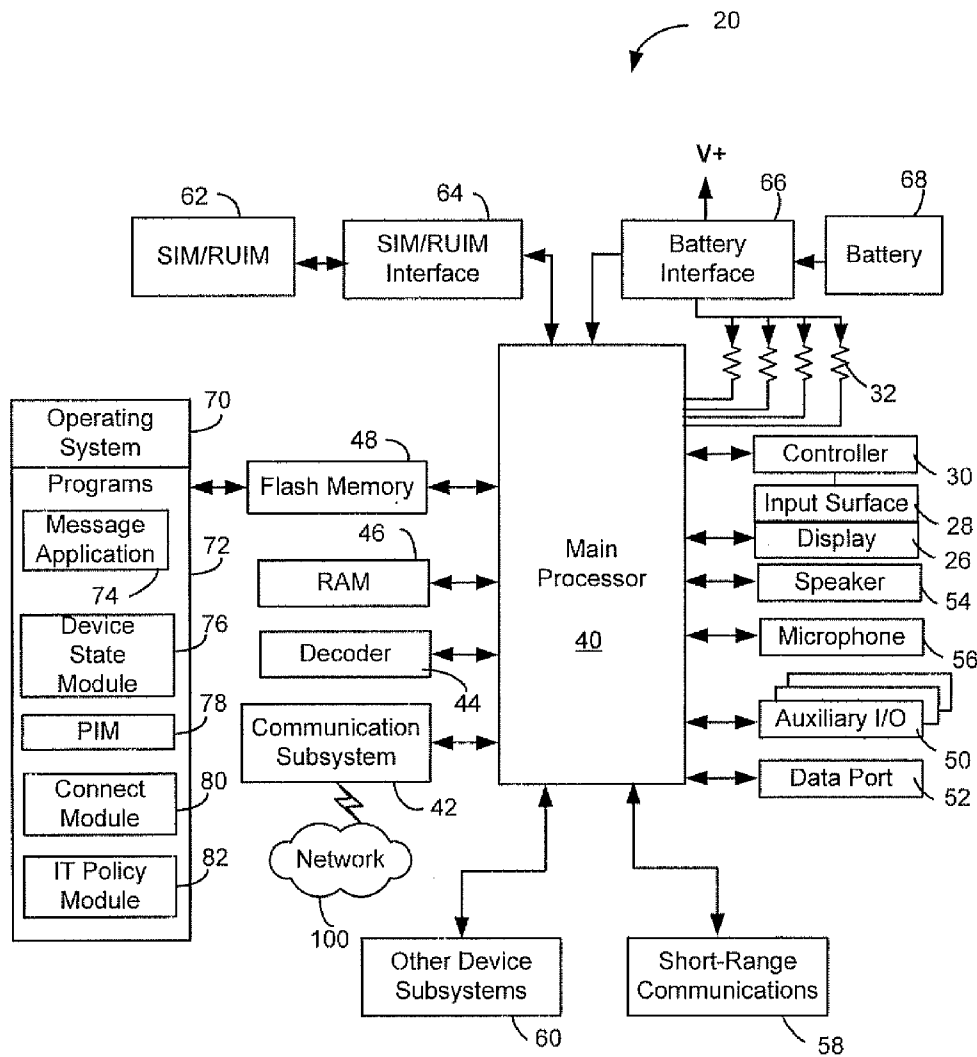 20
V+
62
SIM/RUIM
64
SIM/RUIM
Interface
66
Battery
Interface
68
Battery
32
Operating
System
70
Programs
Message
Application
74
72
Device
State
Module
76
PIM
78
Connect
Module
80
IT Policy
Module
82
48
Flash Memory
46
RAM
Decoder
44
Communication
Subsystem
42
Network
100
Main
Processor
40
Controller
30
Input Surface
28
Display
26
Speaker
54
Microphone
56
Auxiliary I/O
50
Data Port
52
Other Device
Subsystems
60
Short-Range
Communications
58